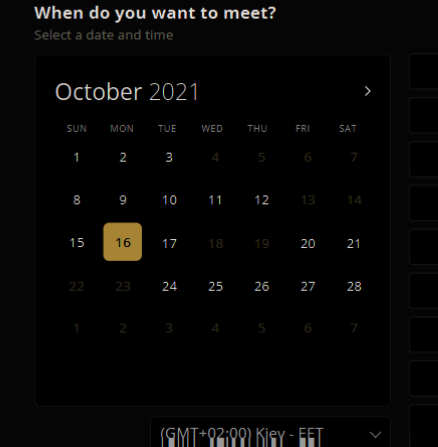 When do you want to meet?
Select a date and time
October 2021
SUN MON TUE WED THU FRI SAT
1 2 3 4 5 6 7
8 9 10 11 12 13 14
15 16 17 18 19 20 21
22 23 24 25 26 27 28
1 2 3 4 5 6 7
(GMT+02:00) Kiev - EET